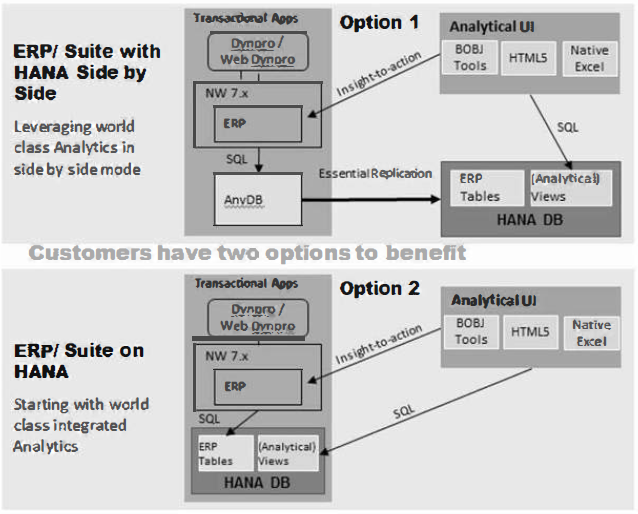 ERP/ Suite with
HANA Side by
Side
Leveraging world
class Analytics in
side by side mode
Transactional Apps
Dynpro /
Web Dynpro
NW 7.x
ERP
SQL
AnyDB
Option 1
Insight-to-action
Essential Replication
Analytical UI
BOBJ
Tools
HTML5
Native
Excel
SQL
ERP
Tables
(Analytical)
Views
HANA DB
Customers have two options to benefit
ERP/ Suite on
HANA
Starting with world
class integrated
Analytics
Transactional Apps
Dynpro /
Web Dynpro
NW 7.x
ERP
SQL
ERP
Tables
(Analytical)
Views
HANA DB
Option 2
Insight-to-action
SQL
Analytical UI
BOBJ
Tools
HTML5
Native
Excel